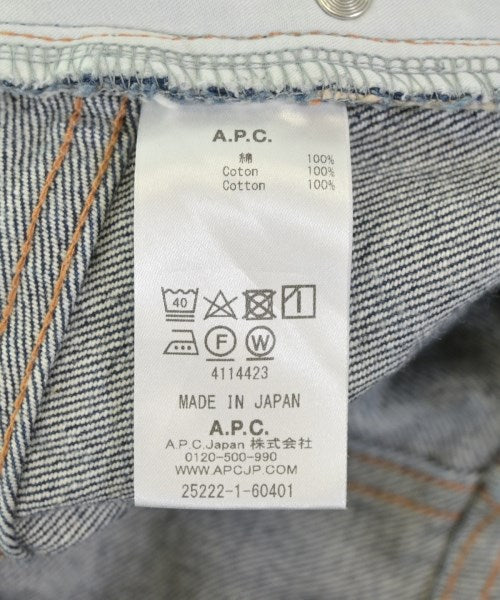 A.P.C.
綿 100%
Coton 100%
Cotton 100%
40
F W
4114423
MADE IN JAPAN
A.P.C.
A.P.C.Japan 株式会社
0120-500-990
WWW.APCJP.COM
25222-1-60401